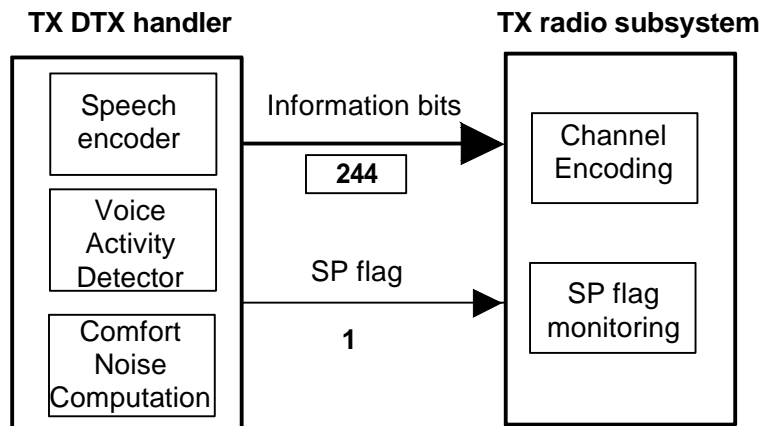 TX DTX handler
TX radio subsystem
Speech
encoder
Information bits
244
Channel
Encoding
Voice
Activity
Detector
SP flag
1
SP flag
monitoring
Comfort
Noise
Computation